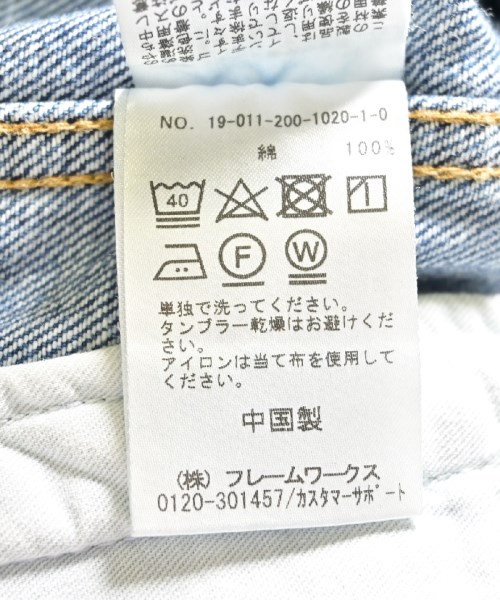 NO. 19-011-200-1020-1-0
綿 100%
40
F W
単独で洗ってください。
タンブラー乾燥はお避けくだ
さい。
アイロンは当て布を使用して
ください。
中国製
(株) フレームワークス
0120-301457/カスタマーサポート